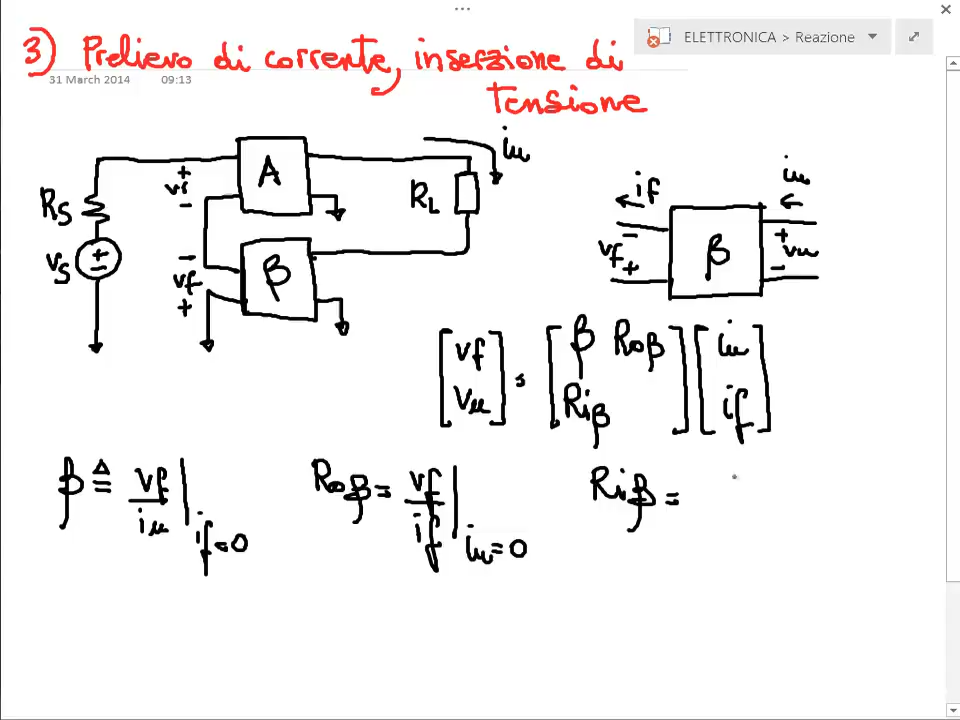 3) Prelievo di corrente, inserzione di
tensione
ELETTRONICA > Reazione
31 March 2014 09:13
A
β
RS
vS
+
-
vi
+
-
vf
-
+
RL
iu
β
if
iu
vf
-
+
vu
+
-
[vf vu] = [β Roβ Riβ] [iu if]
β ≜ vf/iu | if=0
Roβ = vf/if | iu=0
Riβ =